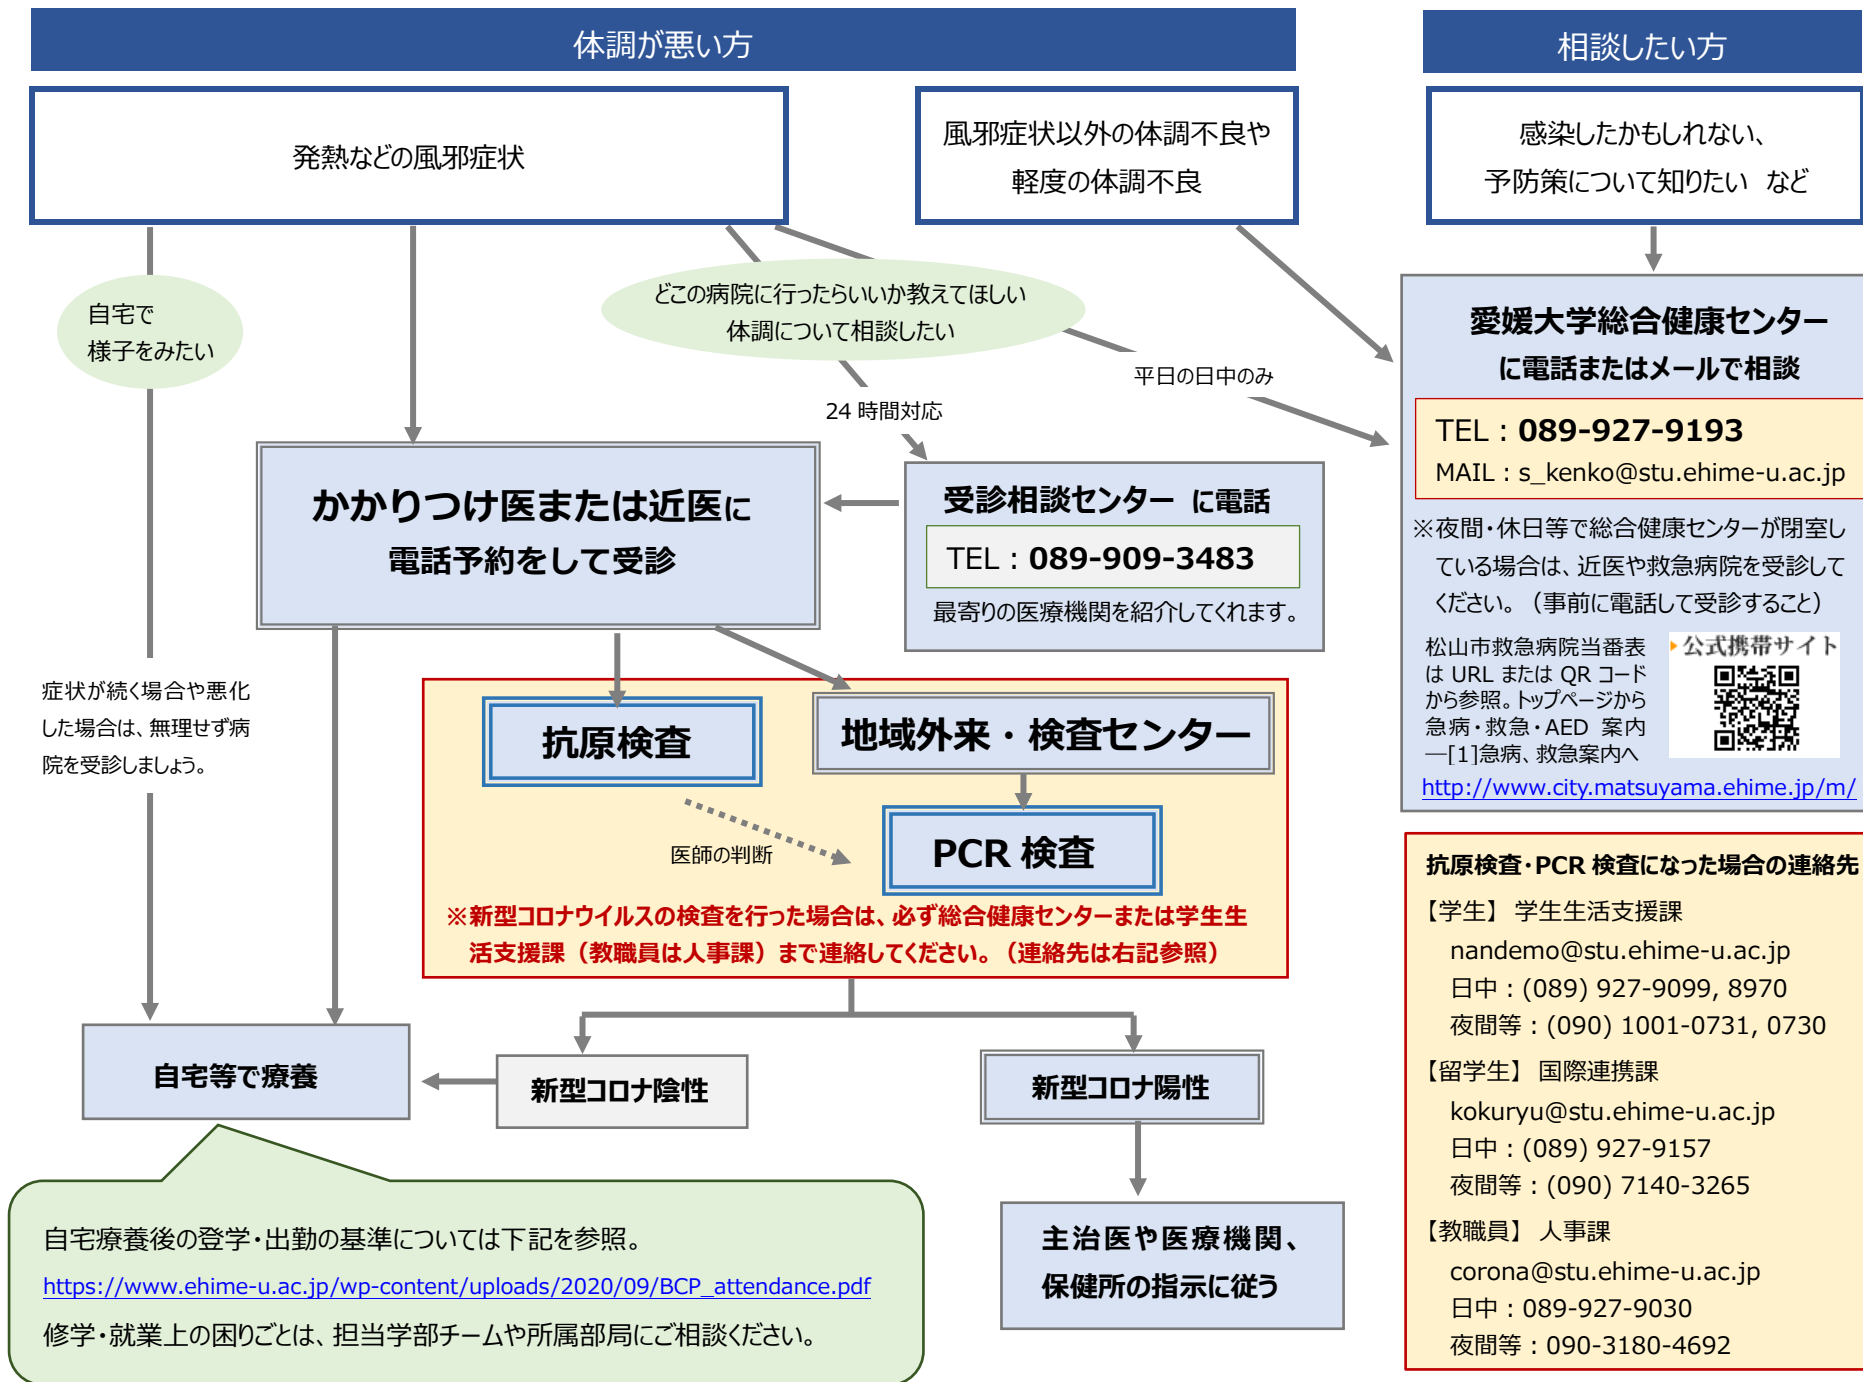 体調が悪い方
相談したい方
発熱などの風邪症状
風邪症状以外の体調不良や
軽度の体調不良
感染したかもしれない、
予防策について知りたい など
自宅で
様子をみたい
どこの病院に行ったらいいか教えてほしい
体調について相談したい
平日の日中のみ
24 時間対応
愛媛大学総合健康センター
に電話またはメールで相談
TEL：089-927-9193
MAIL：s_kenko@stu.ehime-u.ac.jp
※夜間・休日等で総合健康センターが閉室し
ている場合は、近医や救急病院を受診して
ください。（事前に電話して受診すること）
松山市救急病院当番表
は URL または QR コード
から参照。トップページから
急病・救急・AED 案内
―[1]急病、救急案内へ
公式携帯サイト
http://www.city.matsuyama.ehime.jp/m/
かかりつけ医または近医に
電話予約をして受診
受診相談センター に電話
TEL：089-909-3483
最寄りの医療機関を紹介してくれます。
症状が続く場合や悪化
した場合は、無理せず病
院を受診しましょう。
抗原検査
地域外来・検査センター
医師の判断
PCR 検査
※新型コロナウイルスの検査を行った場合は、必ず総合健康センターまたは学生生
活支援課（教職員は人事課）まで連絡してください。（連絡先は右記参照）
自宅等で療養
新型コロナ陰性
新型コロナ陽性
主治医や医療機関、
保健所の指示に従う
自宅療養後の登学・出勤の基準については下記を参照。
https://www.ehime-u.ac.jp/wp-content/uploads/2020/09/BCP_attendance.pdf
修学・就業上の困りごとは、担当学部チームや所属部局にご相談ください。
抗原検査・PCR 検査になった場合の連絡先
【学生】 学生生活支援課
nandemo@stu.ehime-u.ac.jp
日中：(089) 927-9099, 8970
夜間等：(090) 1001-0731, 0730
【留学生】 国際連携課
kokuryu@stu.ehime-u.ac.jp
日中：(089) 927-9157
夜間等：(090) 7140-3265
【教職員】 人事課
corona@stu.ehime-u.ac.jp
日中：089-927-9030
夜間等：090-3180-4692